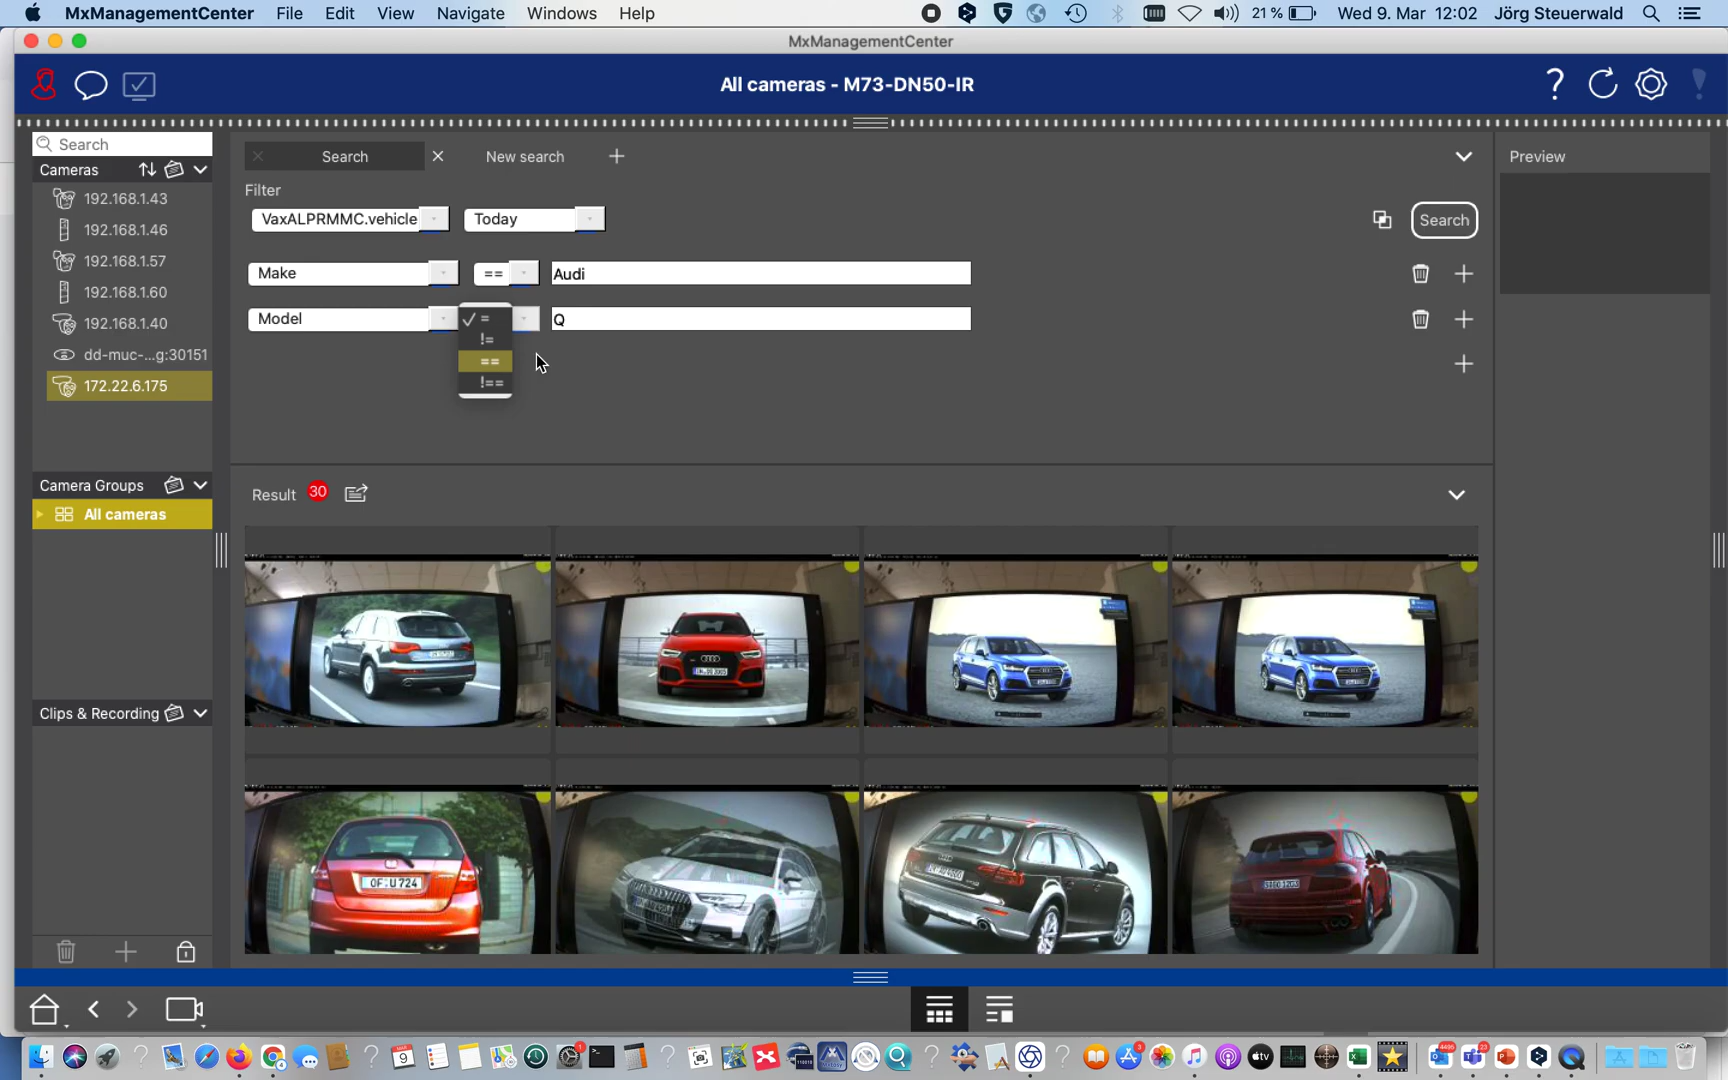 MxManagementCenter File Edit View Navigate Windows Help 21 % Wed 9. Mar 12:02 Jörg Steuerwald
MxManagementCenter
All cameras - M73-DN50-IR
Search
Cameras
192.168.1.43
192.168.1.46
192.168.1.57
192.168.1.60
192.168.1.40
dd-muc-...g:30151
172.22.6.175
Camera Groups
All cameras
Clips & Recording
Search New search
Filter
VaxALPRMMC.vehicle Today Search
Make == Audi
Model = Q
!=
==
!==
Result 30
OF:U 724
Preview